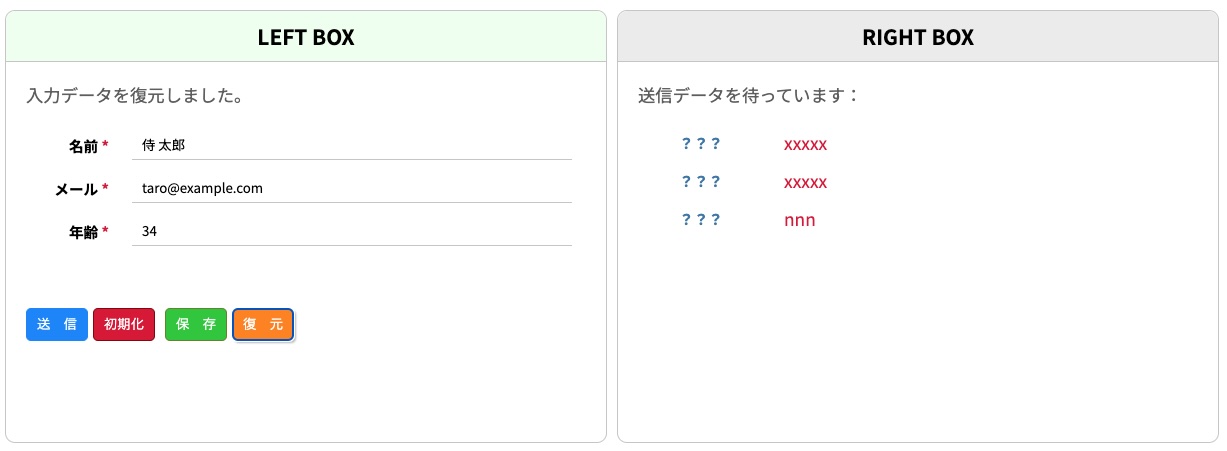 LEFT BOX
入力データを復元しました。
名前 * 侍 太郎
メール * taro@example.com
年齢 * 34
送 信 初期化 保 存 復 元
RIGHT BOX
送信データを待っています：
？？？ xxxxx
？？？ xxxxx
？？？ nnn